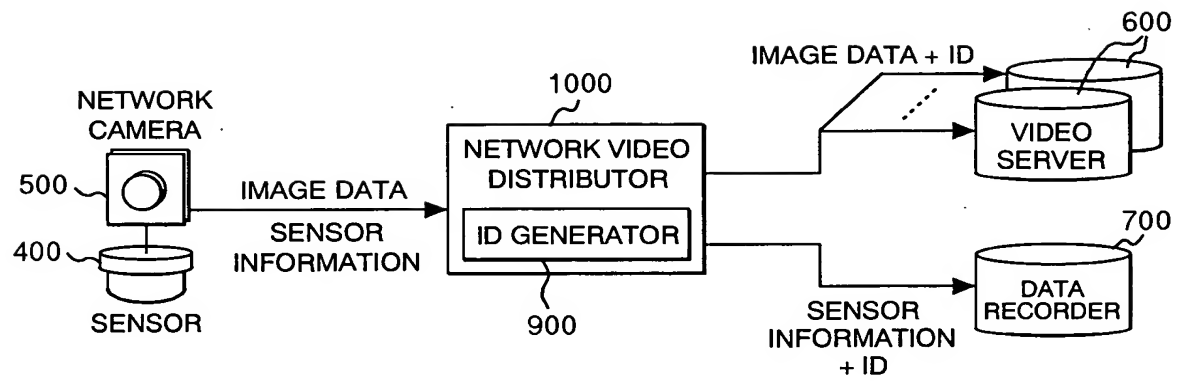 NETWORK
CAMERA
500
400
SENSOR
IMAGE DATA
SENSOR
INFORMATION
1000
NETWORK VIDEO
DISTRIBUTOR
ID GENERATOR
900
IMAGE DATA + ID
600
VIDEO
SERVER
700
DATA
RECORDER
SENSOR
INFORMATION
+ ID